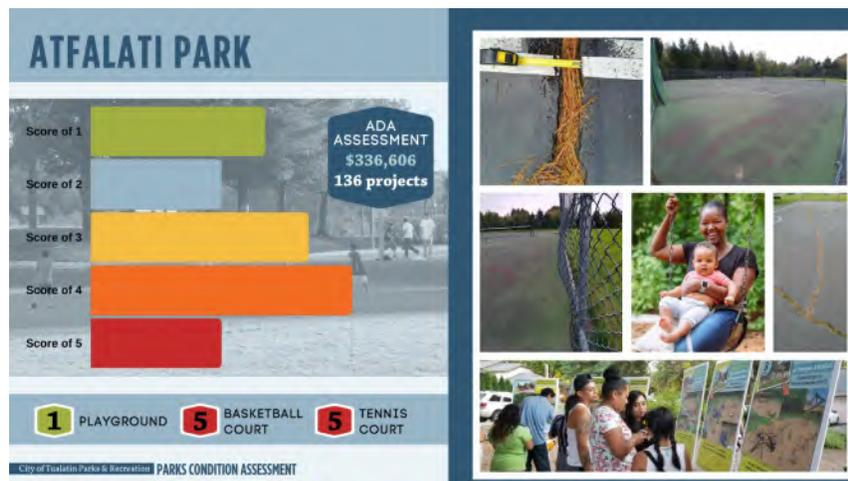 ATFALATI PARK
Score of 1
Score of 2
Score of 3
Score of 4
Score of 5
ADA
ASSESSMENT
$336,606
136 projects
1 PLAYGROUND
5 BASKETBALL
COURT
5 TENNIS
COURT
City of Tualatin Parks & Recreation PARKS CONDITION ASSESSMENT